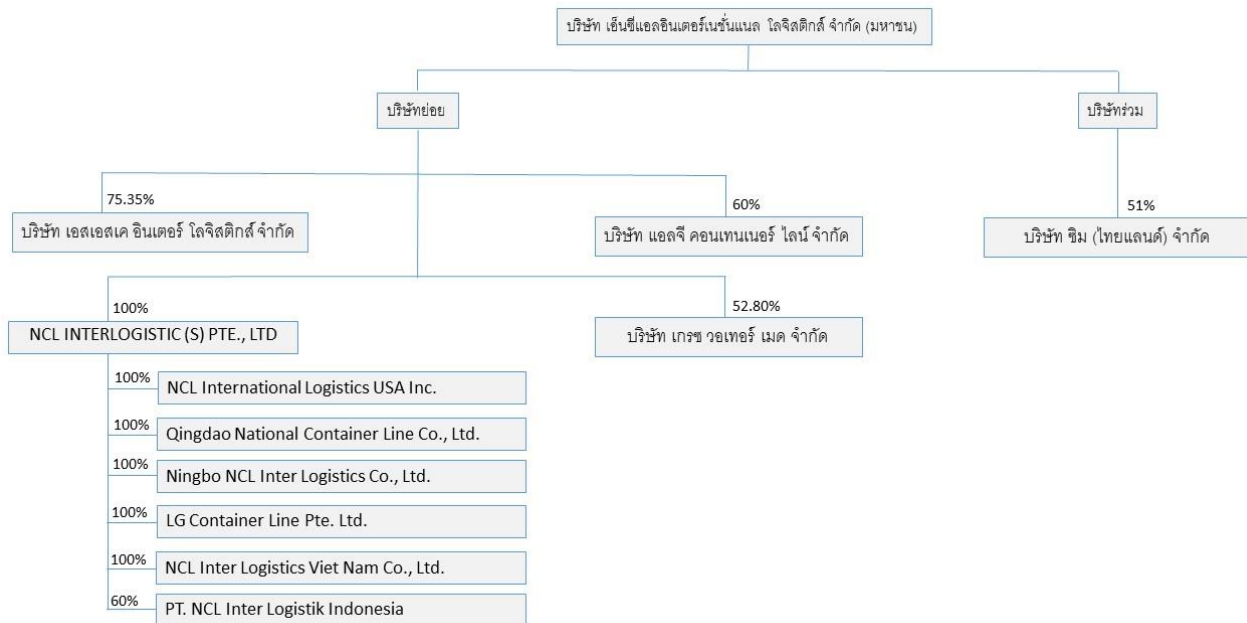 บริษัท เอ็นซีแอลอินเตอร์เนชั่นแนล โลจิสติกส์ จำกัด (มหาชน)
บริษัทย่อย
บริษัทร่วม
75.35%
บริษัท เอสเอสเค อินเตอร์ โลจิสติกส์ จำกัด
60%
บริษัท แอลจี คอนเทนเนอร์ ไลน์ จำกัด
51%
บริษัท ซิม (ไทยแลนด์) จำกัด
100%
NCL INTERLOGISTIC (S) PTE., LTD
52.80%
บริษัท เกรซ วอเทอร์ เมด จำกัด
100%
NCL International Logistics USA Inc.
100%
Qingdao National Container Line Co., Ltd.
100%
Ningbo NCL Inter Logistics Co., Ltd.
100%
LG Container Line Pte. Ltd.
100%
NCL Inter Logistics Viet Nam Co., Ltd.
60%
PT. NCL Inter Logistik Indonesia